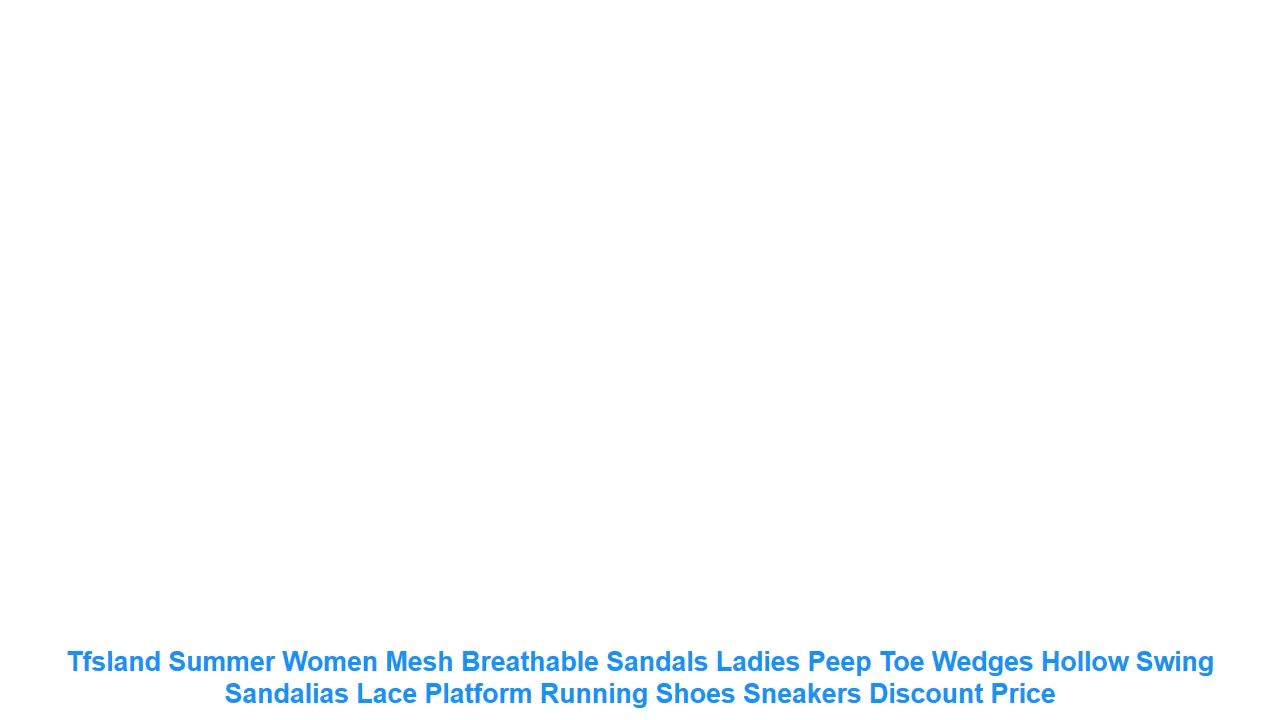 Tfsland Summer Women Mesh Breathable Sandals Ladies Peep Toe Wedges Hollow Swing
Sandalias Lace Platform Running Shoes Sneakers Discount Price